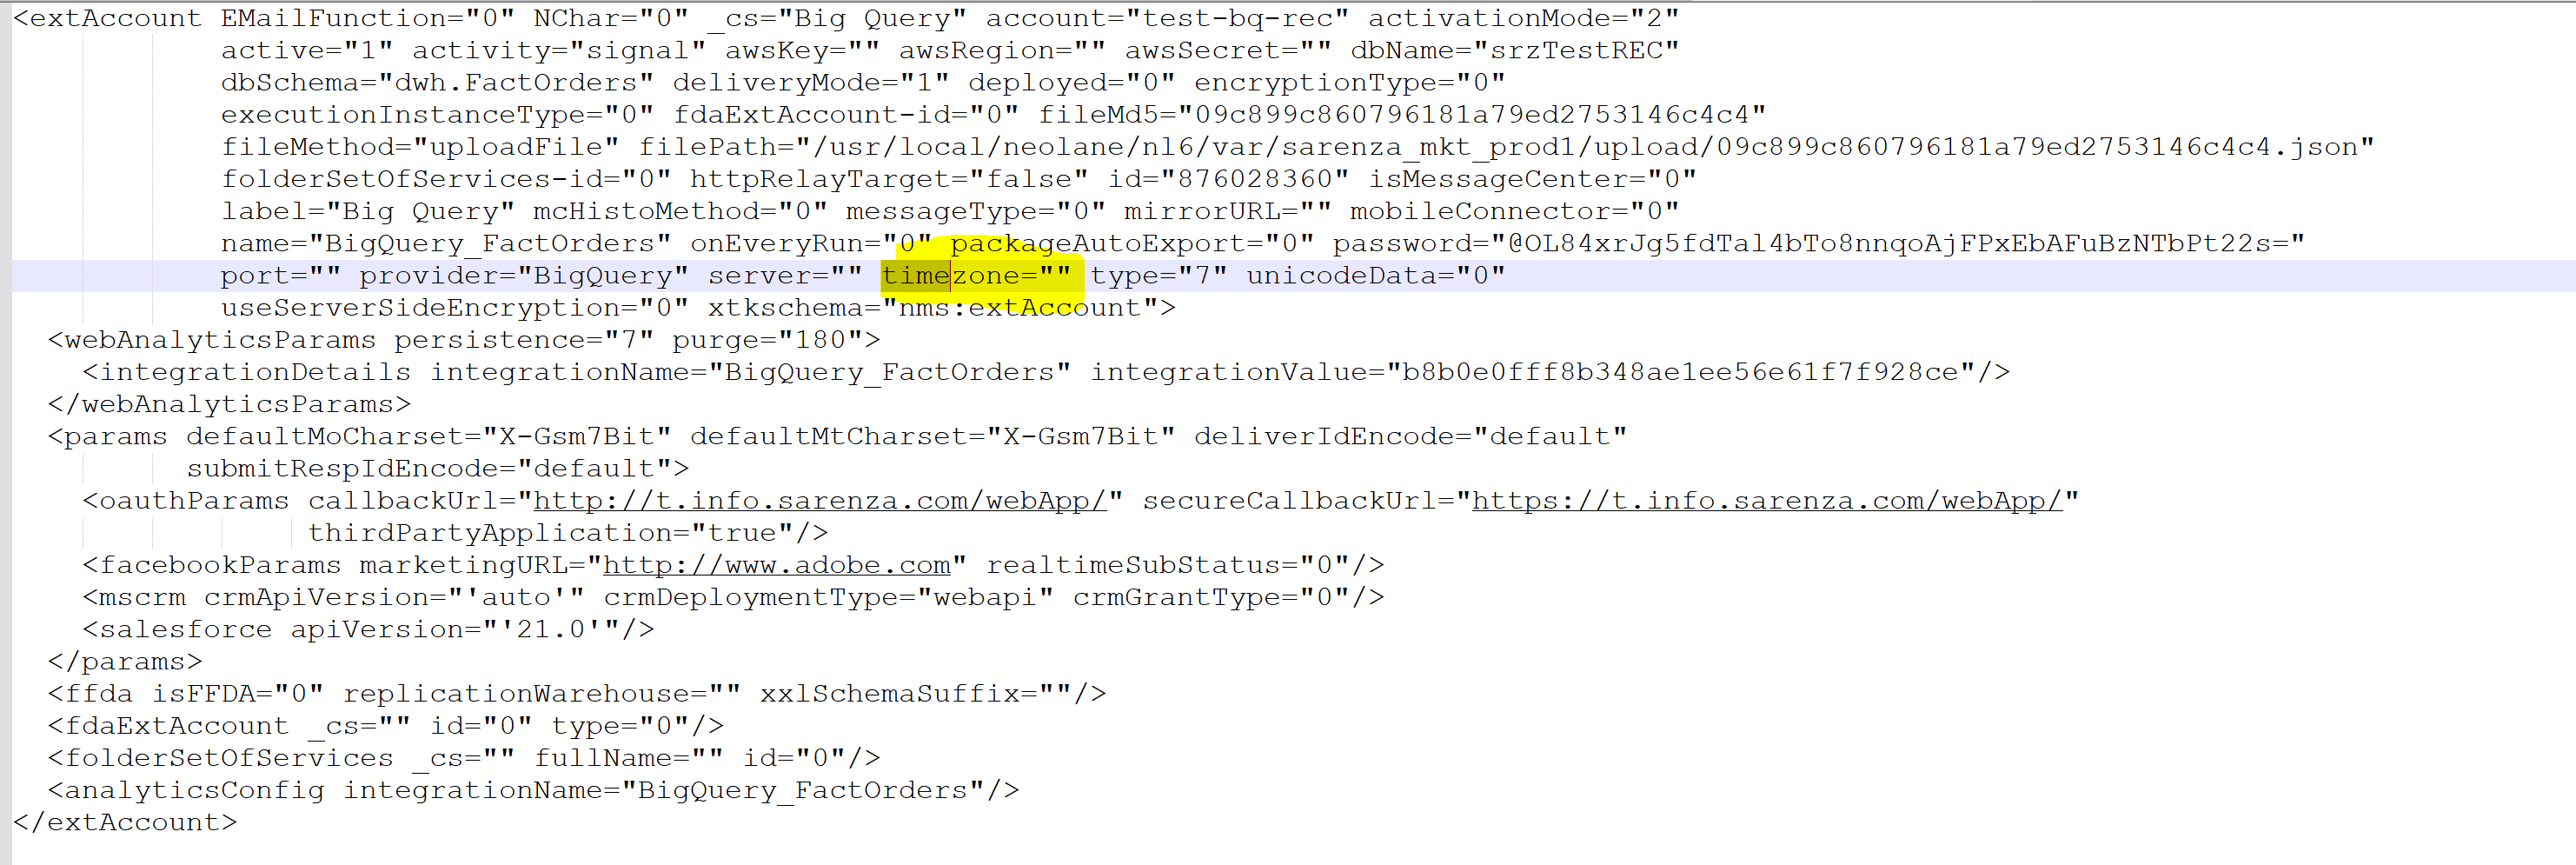 <extAccount EMailFunction="0" NChar="0" _cs="Big Query" account="test-bq-rec" activationMode="2"
active="1" activity="signal" awsKey="" awsRegion="" awsSecret="" dbName="srzTestREC"
dbSchema="dwh.FactOrders" deliveryMode="1" deployed="0" encryptionType="0"
executionInstanceType="0" fdaExtAccount-id="0" fileMd5="09c899c860796181a79ed2753146c4c4"
fileMethod="uploadFile" filePath="/usr/local/neolane/nl6/var/sarenza_mkt_prod1/upload/09c899c860796181a79ed2753146c4c4.json"
folderSetOfServices-id="0" httpRelayTarget="false" id="876028360" isMessageCenter="0"
label="Big Query" mcHistoMethod="0" messageType="0" mirrorURL="" mobileConnector="0"
name="BigQuery_FactOrders" onEveryRun="0" packageAutoExport="0" password="@OL84xrJg5fdTal4bTo8nnqoAjFPxEbAFuBzNTbPt22s="
port="" provider="BigQuery" server="" timezone="" type="7" unicodeData="0"
useServerSideEncryption="0" xtkschema="nms:extAccount">
<webAnalyticsParams persistence="7" purge="180">
<integrationDetails integrationName="BigQuery_FactOrders" integrationValue="b8b0e0fff8b348ae1ee56e61f7f928ce"/>
</webAnalyticsParams>
<params defaultMoCharset="X-Gsm7Bit" defaultMtCharset="X-Gsm7Bit" deliverIdEncode="default"
submitRespIdEncode="default">
<oauthParams callbackUrl="http://t.info.sarenza.com/webApp/" secureCallbackUrl="https://t.info.sarenza.com/webApp/"
thirdPartyApplication="true"/>
<facebookParams marketingURL="http://www.adobe.com" realtimeSubStatus="0"/>
<mscrm crmApiVersion="'auto'" crmDeploymentType="webapi" crmGrantType="0"/>
<salesforce apiVersion="'21.0'"/>
</params>
<ffda isFFDA="0" replicationWarehouse="" xxlSchemaSuffix=""/>
<fdaExtAccount _cs="" id="0" type="0"/>
<folderSetOfServices _cs="" fullName="" id="0"/>
<analyticsConfig integrationName="BigQuery_FactOrders"/>
</extAccount>